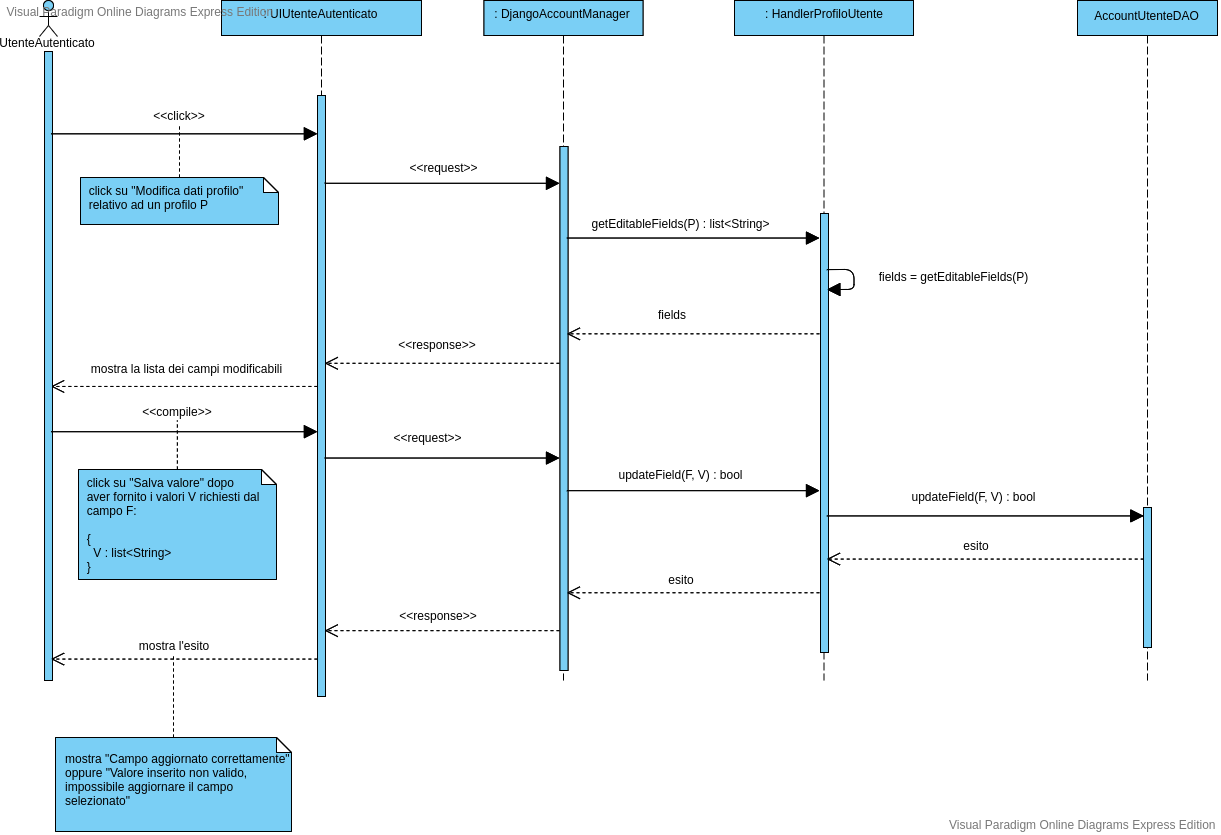 Visual Paradigm Online Diagrams Express Edition
UtenteAutenticato
: UIUtenteAutenticato
: DjangoAccountManager
: HandlerProfiloUtente
AccountUtenteDAO
<<click>>
click su "Modifica dati profilo"
relativo ad un profilo P
<<request>>
getEditableFields(P) : list<String>
fields = getEditableFields(P)
fields
<<response>>
mostra la lista dei campi modificabili
<<compile>>
<<request>>
click su "Salva valore" dopo
aver fornito i valori V richiesti dal
campo F:
{
V : list<String>
}
updateField(F, V) : bool
updateField(F, V) : bool
esito
esito
<<response>>
mostra l'esito
mostra "Campo aggiornato correttamente"
oppure "Valore inserito non valido,
impossibile aggiornare il campo
selezionato"
Visual Paradigm Online Diagrams Express Edition